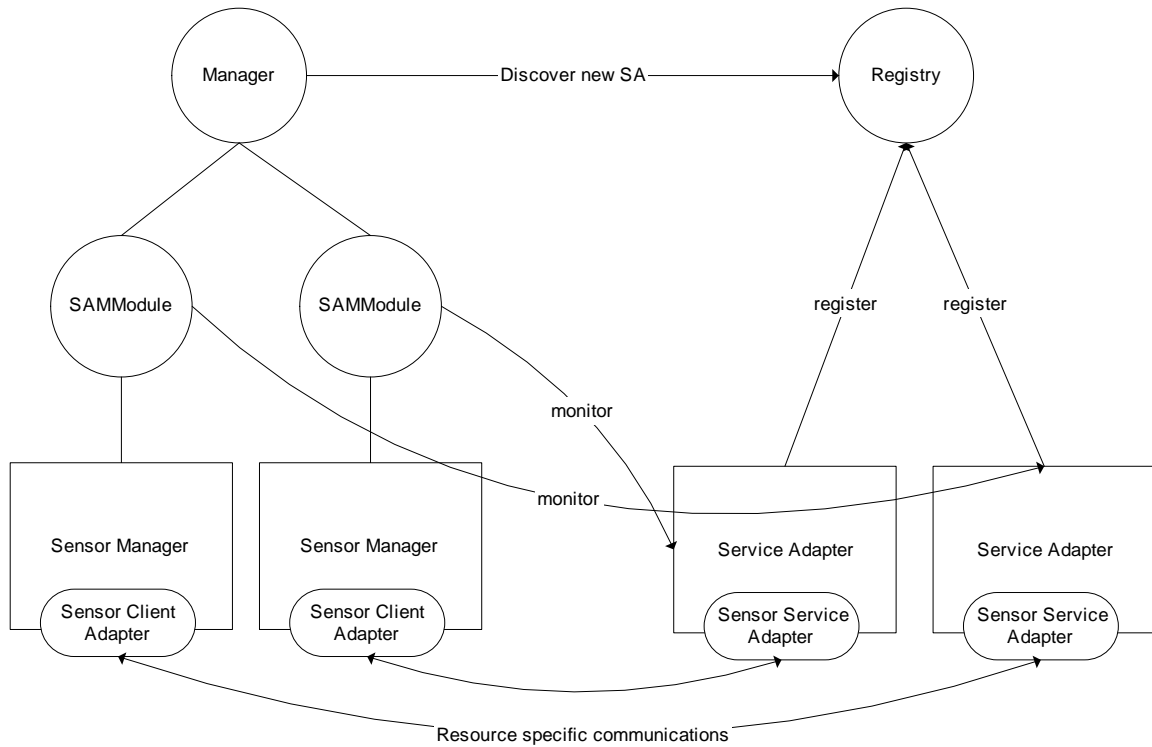 Manager
Discover new SA
Registry
SAMModule
SAMModule
register
register
monitor
monitor
Sensor Manager
Sensor Manager
Service Adapter
Service Adapter
Sensor Client
Adapter
Sensor Client
Adapter
Sensor Service
Adapter
Sensor Service
Adapter
Resource specific communications